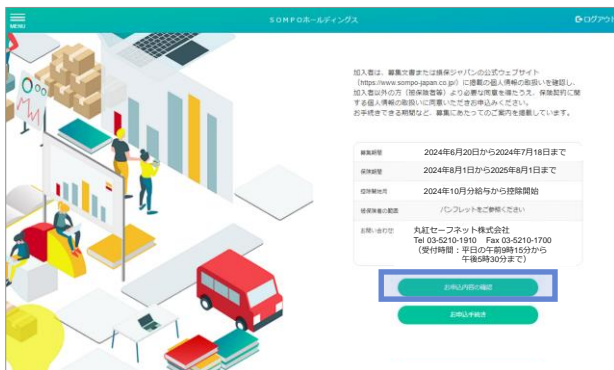 MENU
SOMPOホールディングス
ログアウト
加入者は、募集文書または損保ジャパンの公式ウェブサイト
(https://www.sompo-japan.co.jp/) に掲載の個人情報の取扱いを確認し、
加入者以外の方(被保険者等)より必要な同意を得たうえ、保険契約に関
する個人情報の取扱いに同意いただきお申込みください。
お手続きできる期間など、募集にあたってのご案内を掲載しています。
募集期間 2024年6月20日から2024年7月18日まで
保険期間 2024年8月1日から2025年8月1日まで
控除開始月 2024年10月分給与から控除開始
被保険者の範囲 パンフレットをご参照ください
お問い合わせ 丸紅セーフネット株式会社
Tel 03-5210-1910 Fax 03-5210-1700
(受付時間:平日の午前9時15分から
午後5時30分まで)
お申込内容の確認
お申込手続き